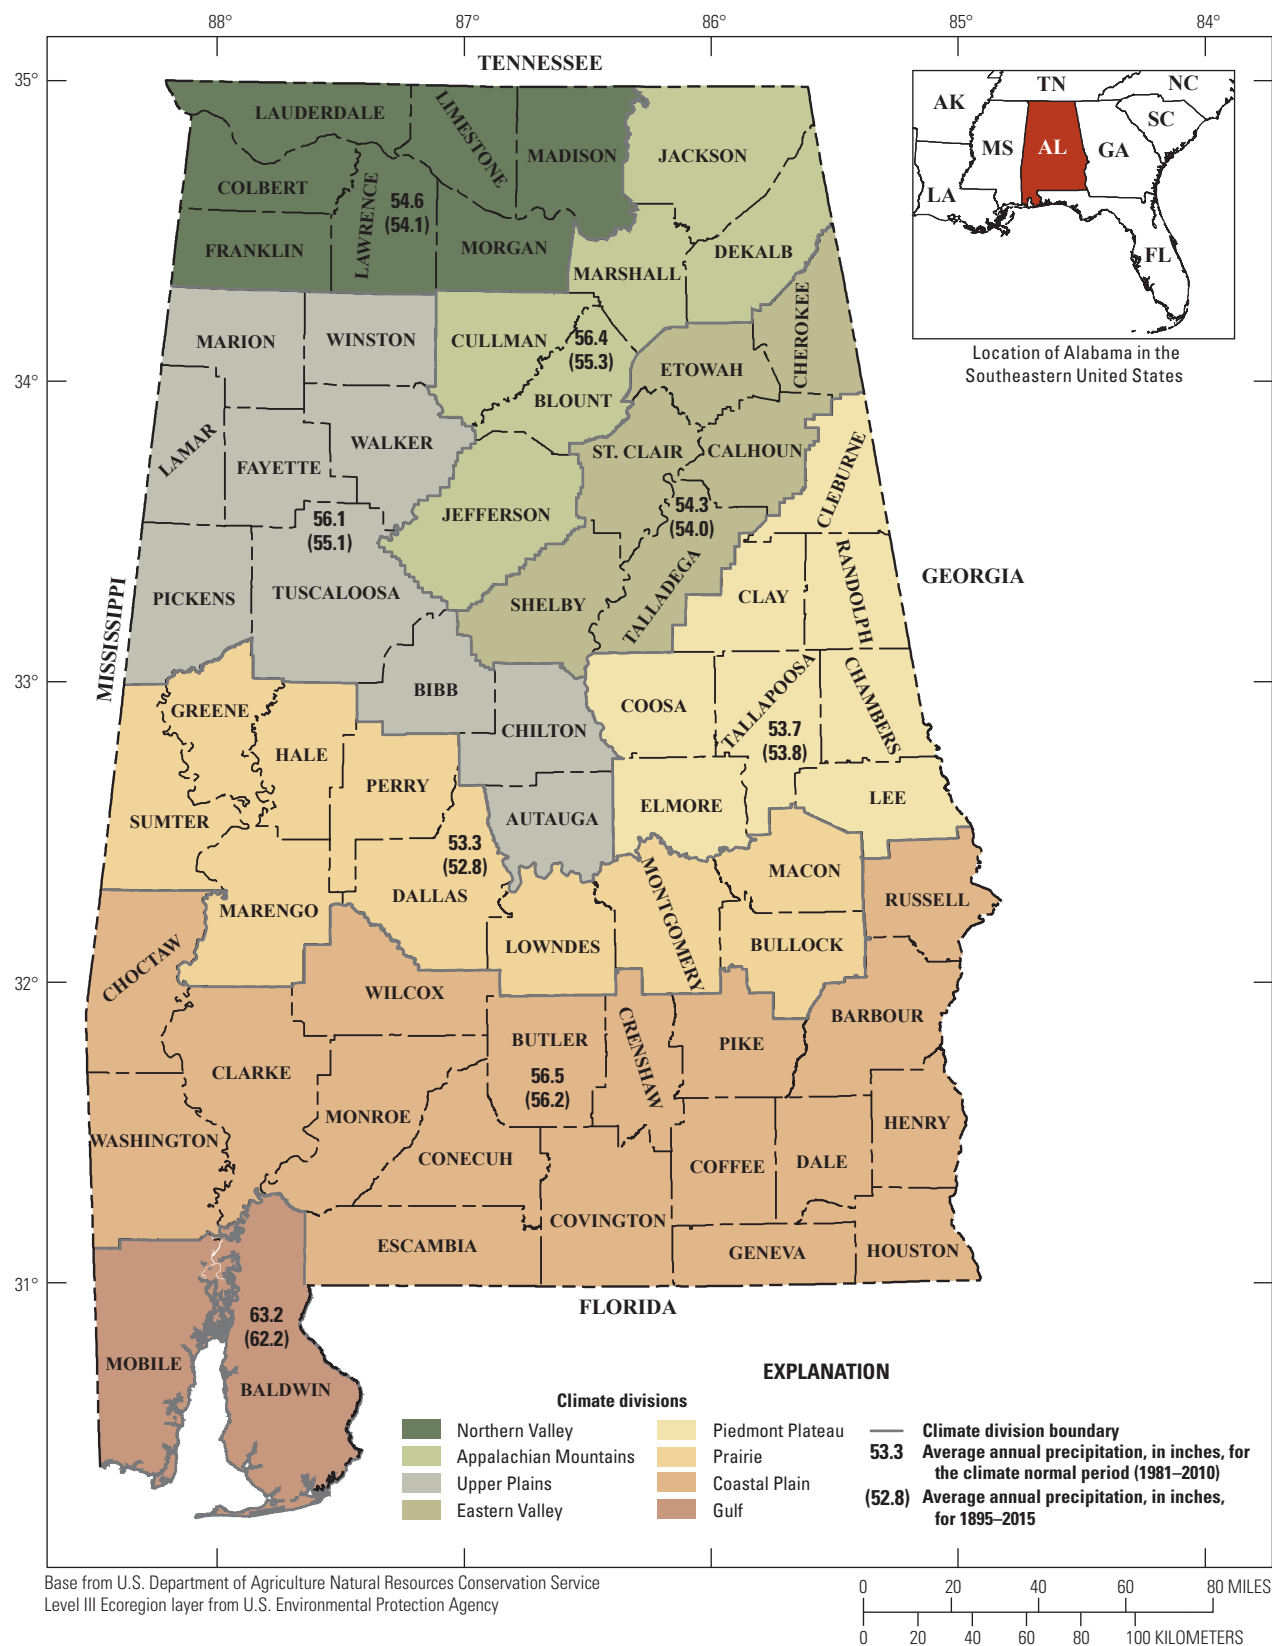 88°
87°
86°
85°
84°
35°
TENNESSEE
LAUDERDALE
LIMESTONE
MADISON
JACKSON
COLBERT
LAWRENCE
54.6
(54.1)
FRANKLIN
MORGAN
DEKALB
MARSHALL
AK
TN
NC
SC
MS
AL
GA
LA
FL
Location of Alabama in the
Southeastern United States
MARION
WINSTON
CULLMAN
56.4
(55.3)
CHEROKEE
ETOWAH
34°
BLOUNT
LAMAR
WALKER
FAYETTE
ST. CLAIR
CALHOUN
CLEBURNE
JEFFERSON
54.3
(54.0)
56.1
(55.1)
PICKENS
TUSCALOOSA
SHELBY
TALLADEGA
CLAY
RANDOLPH
GEORGIA
MISSISSIPPI
33°
BIBB
GREENE
COOSA
TALLAPOOSA
CHAMBERS
CHILTON
53.7
(53.8)
HALE
PERRY
ELMORE
LEE
SUMTER
AUTAUGA
53.3
(52.8)
MACON
DALLAS
RUSSELL
MARENGO
MONTGOMERY
LOWNDES
BULLOCK
CHOCTAW
32°
WILCOX
BARBOUR
BUTLER
CRENSHAW
PIKE
CLARKE
56.5
(56.2)
MONROE
HENRY
WASHINGTON
CONECUH
COFFEE
DALE
COVINGTON
ESCAMBIA
GENEVA
HOUSTON
31°
FLORIDA
63.2
(62.2)
MOBILE
BALDWIN
EXPLANATION
Climate divisions
Northern Valley
Appalachian Mountains
Upper Plains
Eastern Valley
Piedmont Plateau
Prairie
Coastal Plain
Gulf
Climate division boundary
53.3 Average annual precipitation, in inches, for
the climate normal period (1981–2010)
(52.8) Average annual precipitation, in inches,
for 1895–2015
Base from U.S. Department of Agriculture Natural Resources Conservation Service
Level III Ecoregion layer from U.S. Environmental Protection Agency
0 20 40 60 80 MILES
0 20 40 60 80 100 KILOMETERS